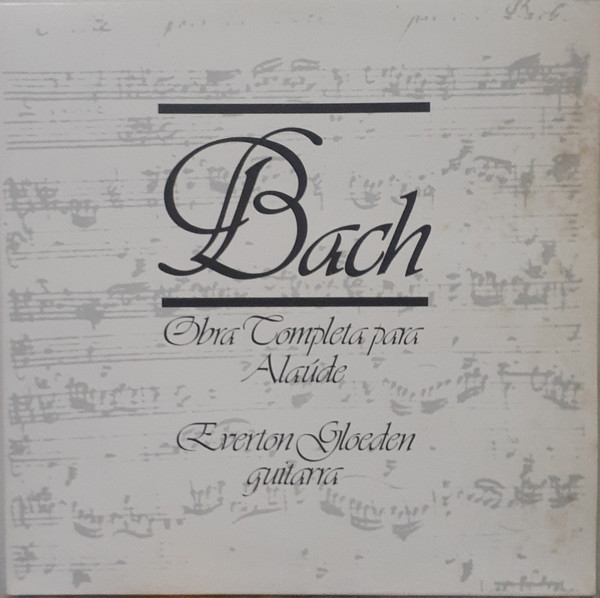 Bach
Obra Completa para
Alaúde
Everton Gloeden
guitarra